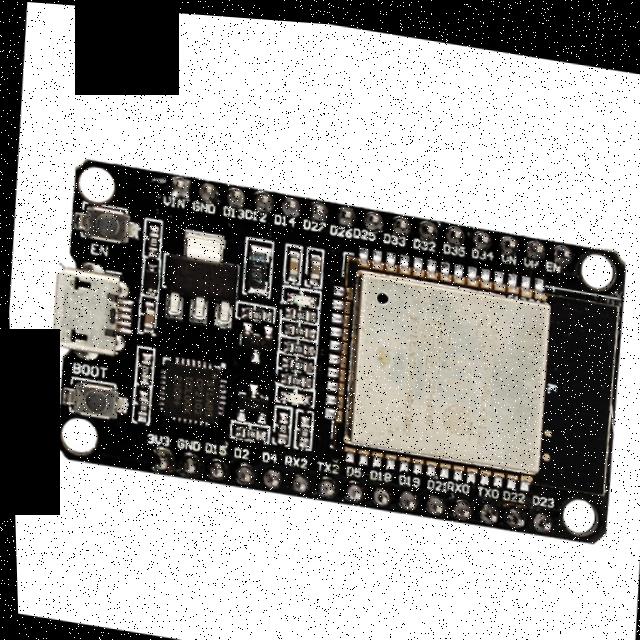 VIN GND D13 D12 D14 D27 D26 D25 D33 D32 D35 D34 VN VP EN
EN
BOOT
3V3 GND D15 D2 D4 RX2 TX2 D5 D18 D19 D21 RX0 TX0 D22 D23